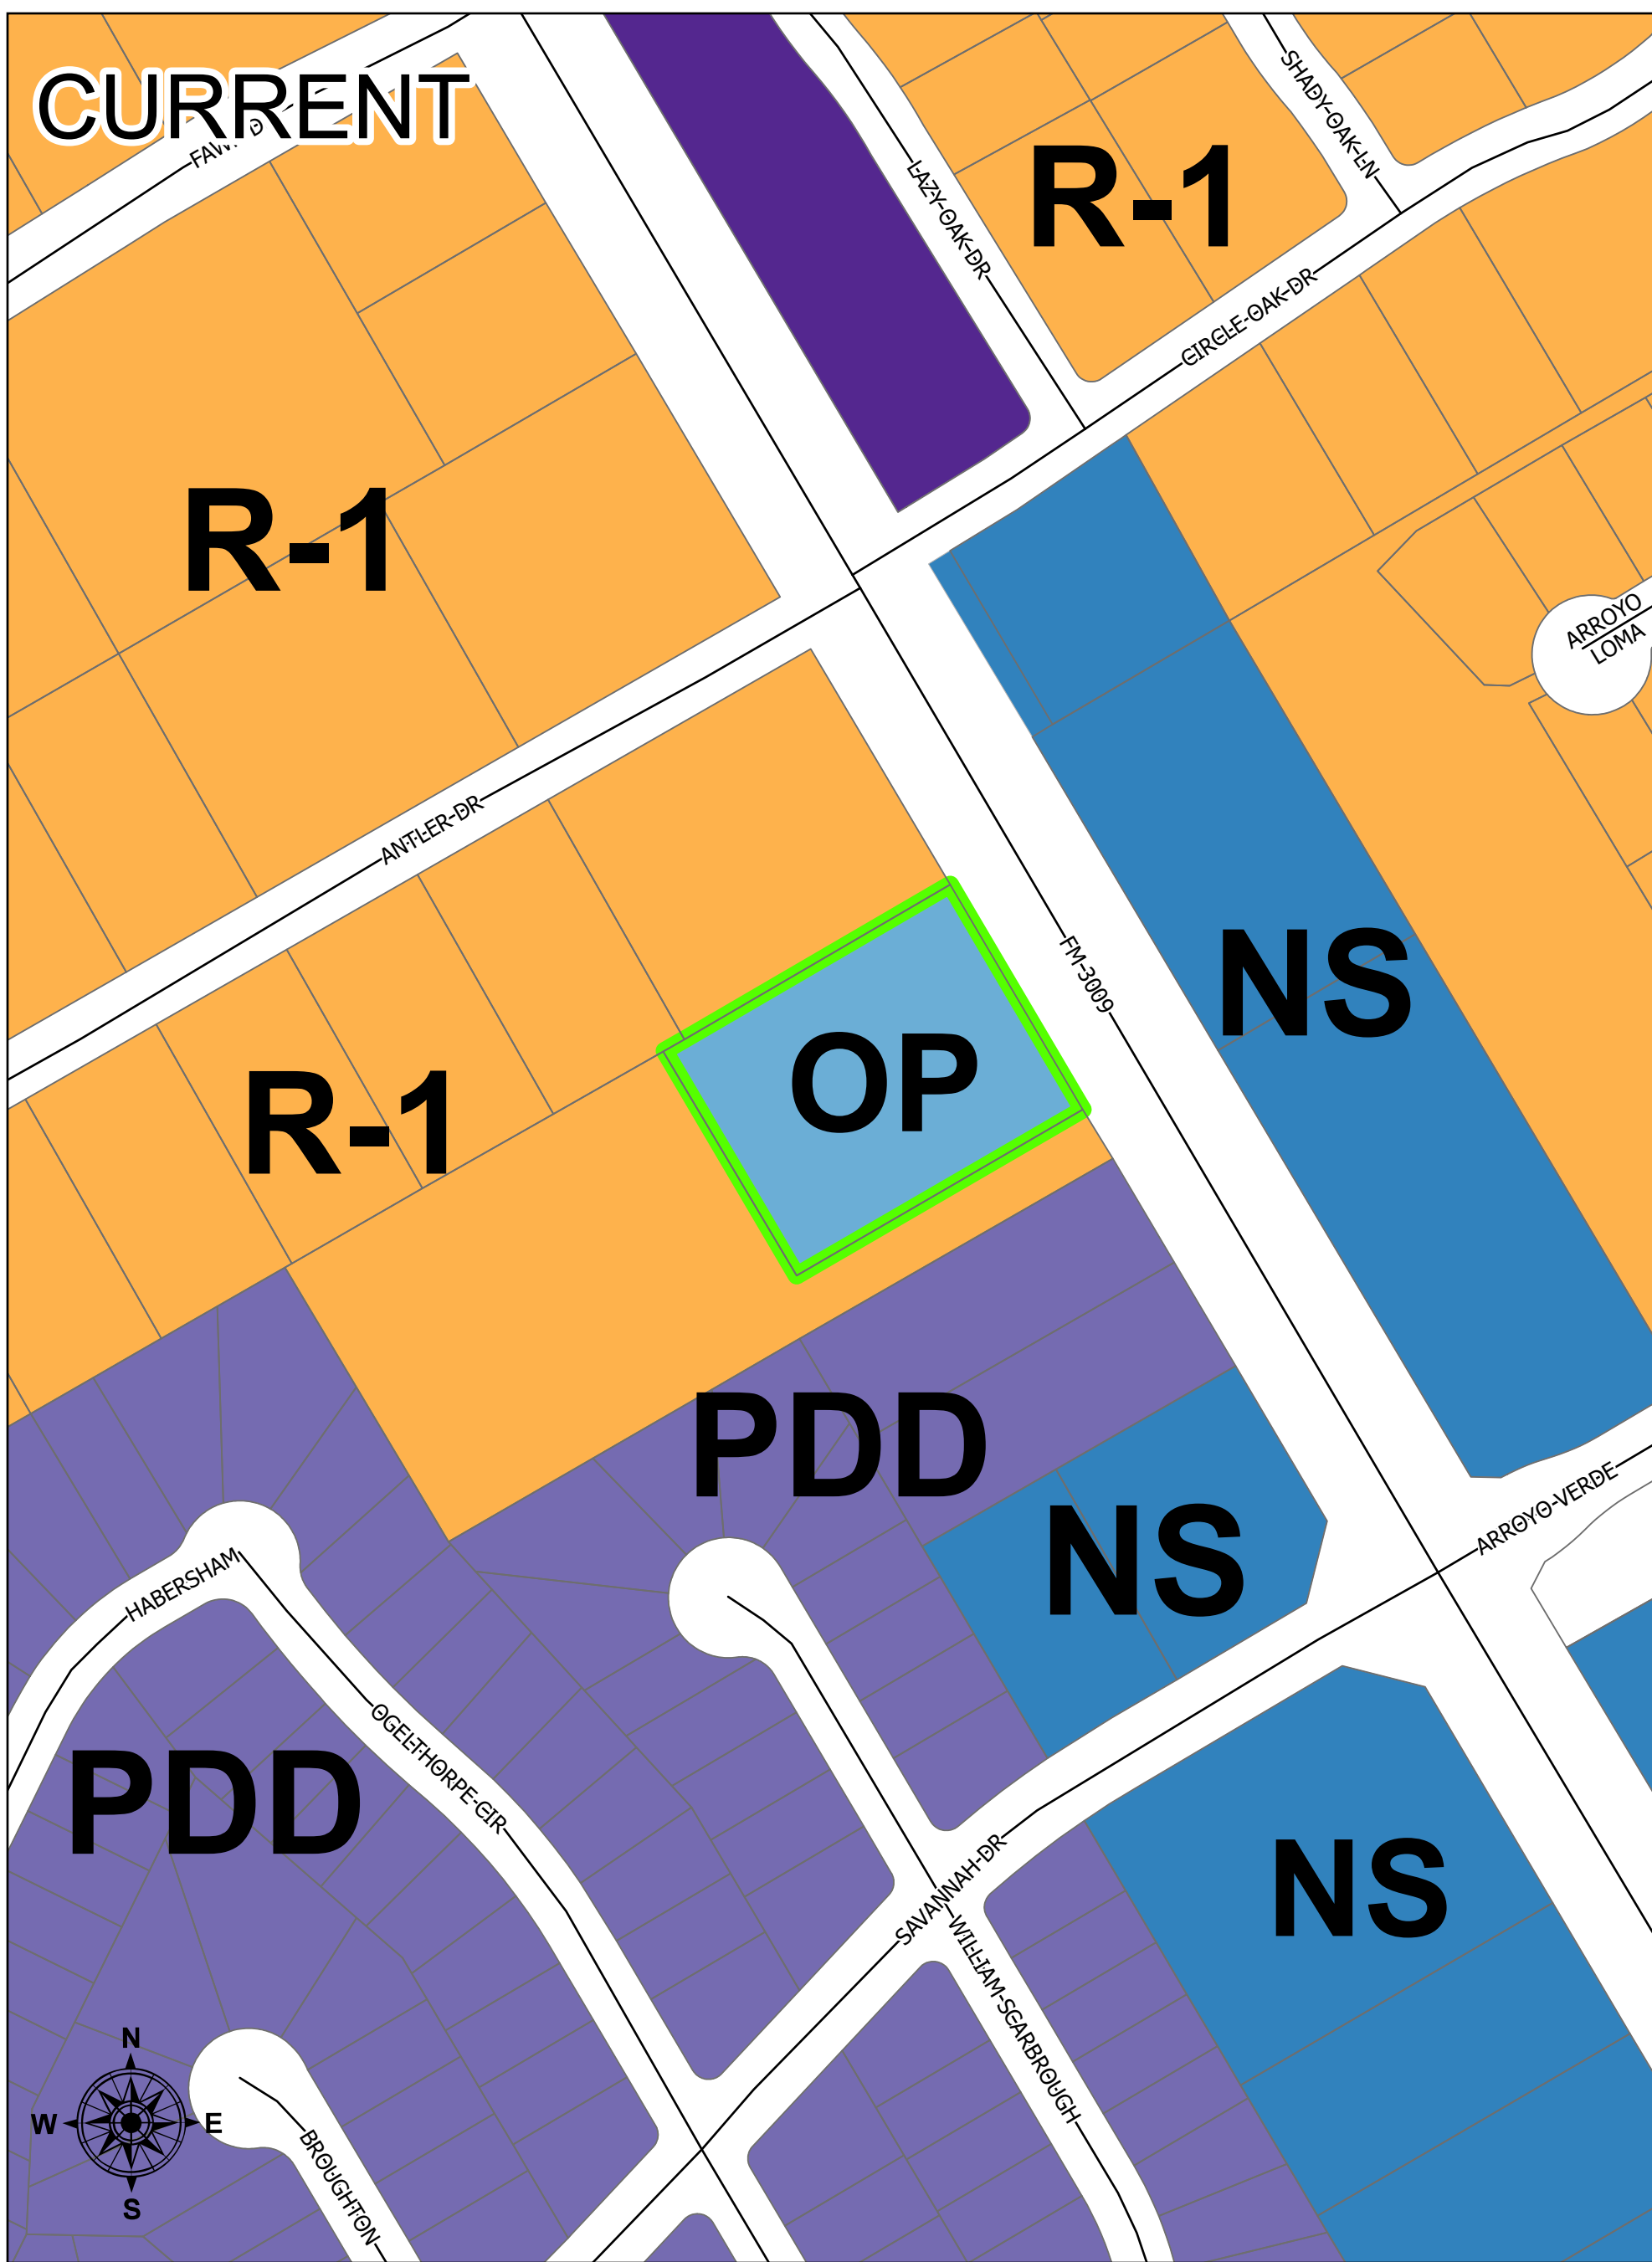 CURRENT
SHADY-OAK-LN
LAZY-OAK-DR
R-1
CIRCLE-OAK-DR
R-1
ARROYO
LOMA
ANTLER-DR
FM-3009
NS
OP
R-1
PDD
NS
ARROYO-VERDE
HABERSHAM
OGELTHORPE-CIR
PDD
SAVANNAH-DR
NS
WILLIAM-SCARBROUGH
N
W
E
S
BROUGHTON